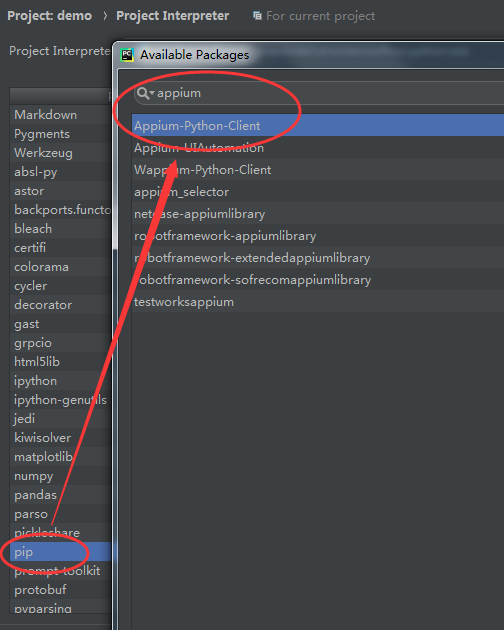 Project: demo › Project Interpreter For current project
Project Interprete
PC Available Packages
appium
Markdown
Pygments
Werkzeug
absl-py
astor
backports.functo
bleach
certifi
colorama
cycler
decorator
gast
grpcio
html5lib
ipython
ipython-genutils
jedi
kiwisolver
matplotlib
numpy
pandas
parso
pickleshare
pip
prompt-toolkit
protobuf
pyparsing
Appium-Python-Client
Appium-UIAutomation
Wappium-Python-Client
appium_selector
netease-appiumlibrary
robotframework-appiumlibrary
robotframework-extendedappiumlibrary
robotframework-sofrecomappiumlibrary
testworksappium